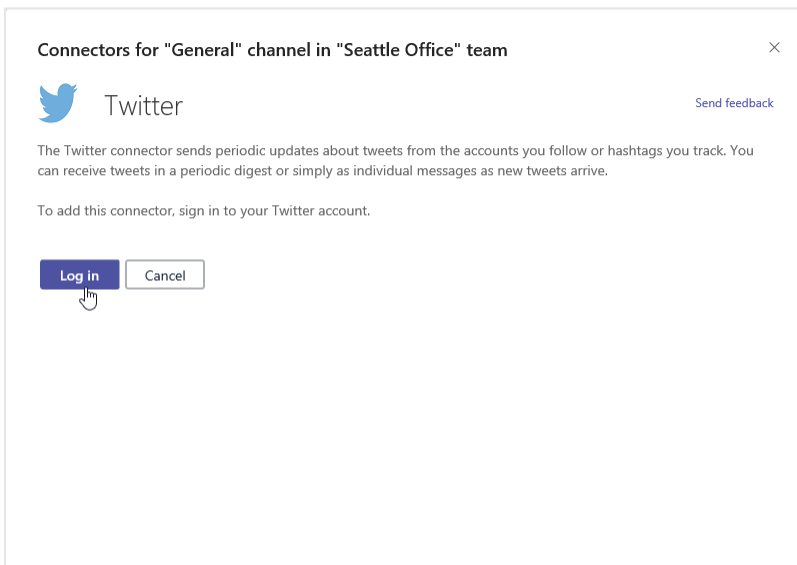 Connectors for "General" channel in "Seattle Office" team
Twitter
Send feedback
The Twitter connector sends periodic updates about tweets from the accounts you follow or hashtags you track. You
can receive tweets in a periodic digest or simply as individual messages as new tweets arrive.
To add this connector, sign in to your Twitter account.
Log in
Cancel